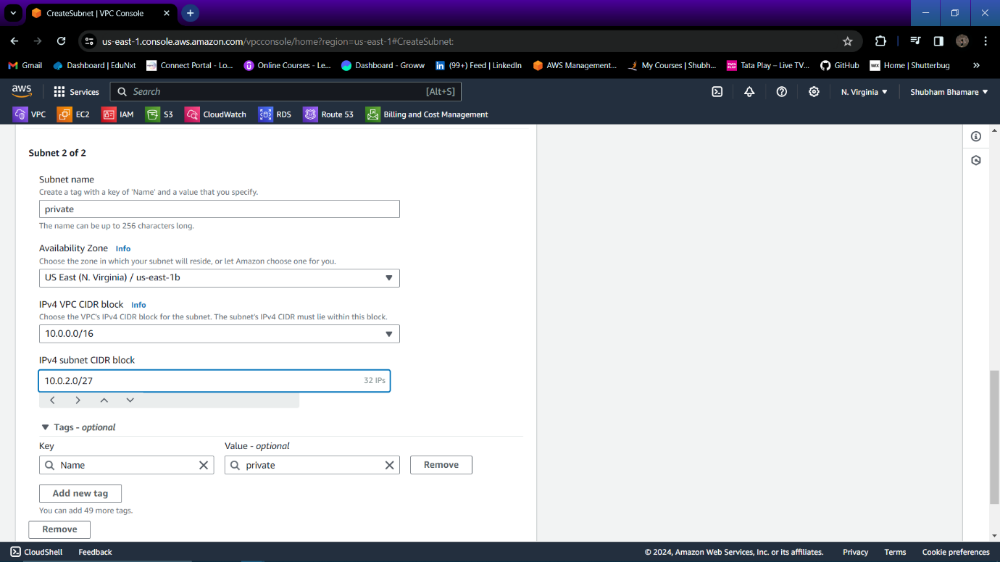 CreateSubnet | VPC Console
us-east-1.console.aws.amazon.com/vpcconsole/home?region=us-east-1#CreateSubnet:
Gmail Dashboard | EduNxt Connect Portal - Lo... Online Courses - Le... Dashboard - Groww (99+) Feed | LinkedIn AWS Management... My Courses | Shubh... Tata Play – Live TV... GitHub Home | Shutterbug
aws Services Search [Alt+S] N. Virginia Shubham Bhamare
VPC EC2 IAM S3 CloudWatch RDS Route 53 Billing and Cost Management
Subnet 2 of 2
Subnet name
Create a tag with a key of 'Name' and a value that you specify.
private
The name can be up to 256 characters long.
Availability Zone Info
Choose the zone in which your subnet will reside, or let Amazon choose one for you.
US East (N. Virginia) / us-east-1b
IPv4 VPC CIDR block Info
Choose the VPC's IPv4 CIDR block for the subnet. The subnet's IPv4 CIDR must lie within this block.
10.0.0.0/16
IPv4 subnet CIDR block
10.0.2.0/27 32 IPs
Tags - optional
Key Value - optional
Name private Remove
Add new tag
You can add 49 more tags.
Remove
CloudShell Feedback © 2024, Amazon Web Services, Inc. or its affiliates. Privacy Terms Cookie preferences